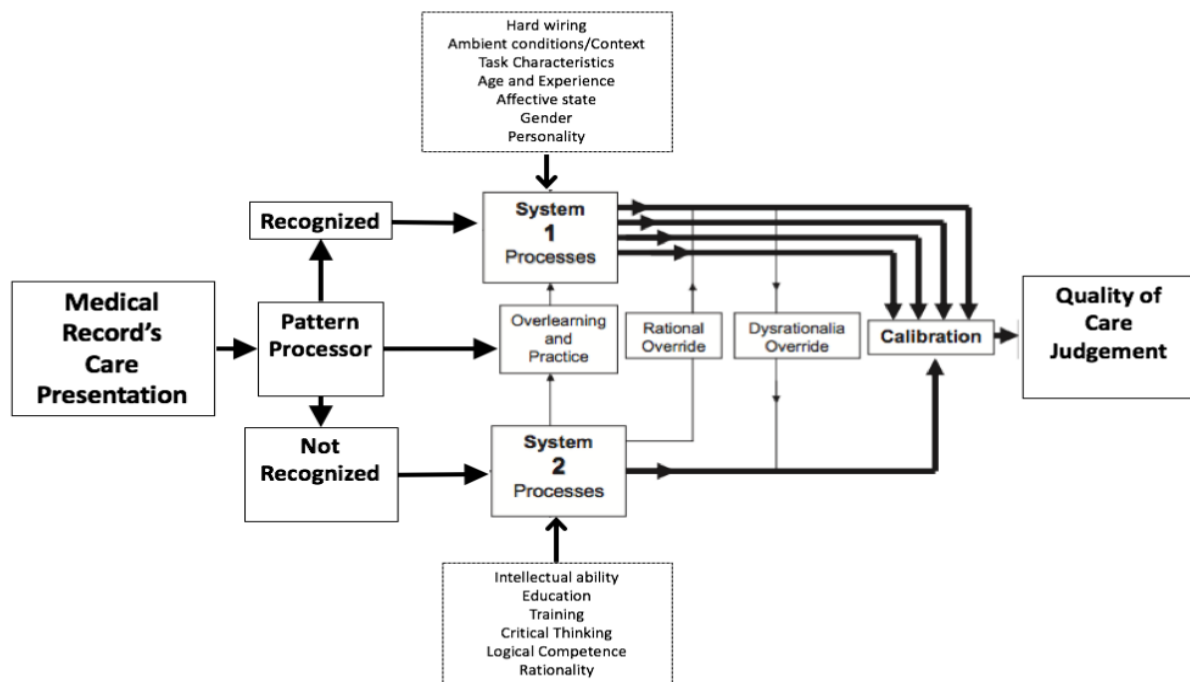 Hard wiring
Ambient conditions/Context
Task Characteristics
Age and Experience
Affective state
Gender
Personality
Recognized
System
1
Processes
Medical
Record's
Care
Presentation
Pattern
Processor
Overlearning
and
Practice
Rational
Override
Dysrationalia
Override
Calibration
Quality of
Care
Judgement
Not
Recognized
System
2
Processes
Intellectual ability
Education
Training
Critical Thinking
Logical Competence
Rationality